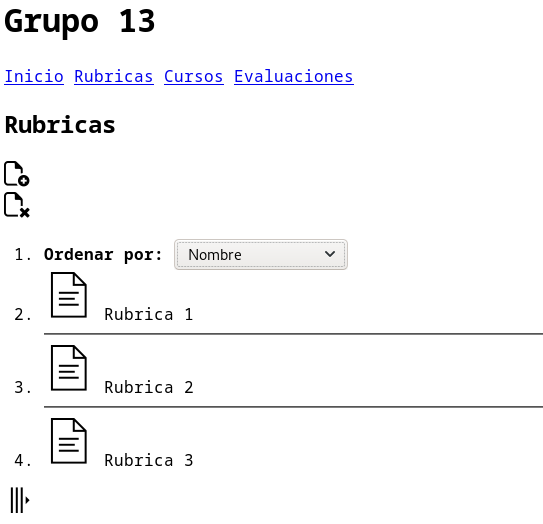 Grupo 13
Inicio Rubricas Cursos Evaluaciones
Rubricas
1. Ordenar por: Nombre
2. Rubrica 1
3. Rubrica 2
4. Rubrica 3